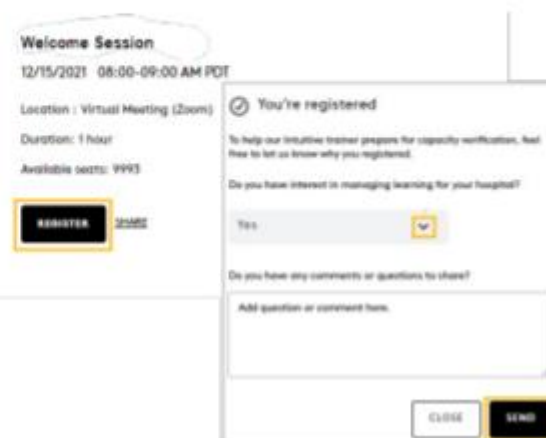 Welcome Session
12/15/2021 08:00-09:00 AM PDT
Location : Virtual Meeting (Zoom)
Duration: 1 hour
Available seats: 9993
REGISTER SHARE
You're registered
To help our Intuitive trainer prepare for capacity verification, feel
free to let us know why you registered.
Do you have interest in managing learning for your hospital?
Yes
Do you have any comments or questions to share?
Add question or comment here.
CLOSE SEND